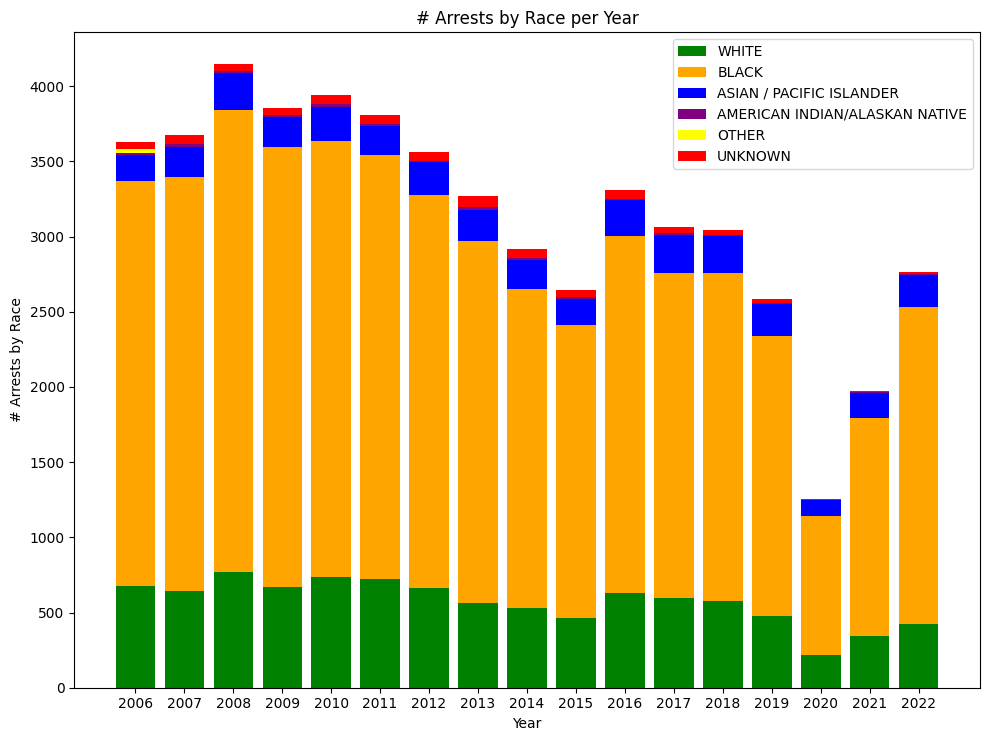 # Arrests by Race per Year
WHITE
BLACK
ASIAN / PACIFIC ISLANDER
AMERICAN INDIAN/ALASKAN NATIVE
OTHER
UNKNOWN
# Arrests by Race
4000
3500
3000
2500
2000
1500
1000
500
0
2006 2007 2008 2009 2010 2011 2012 2013 2014 2015 2016 2017 2018 2019 2020 2021 2022
Year